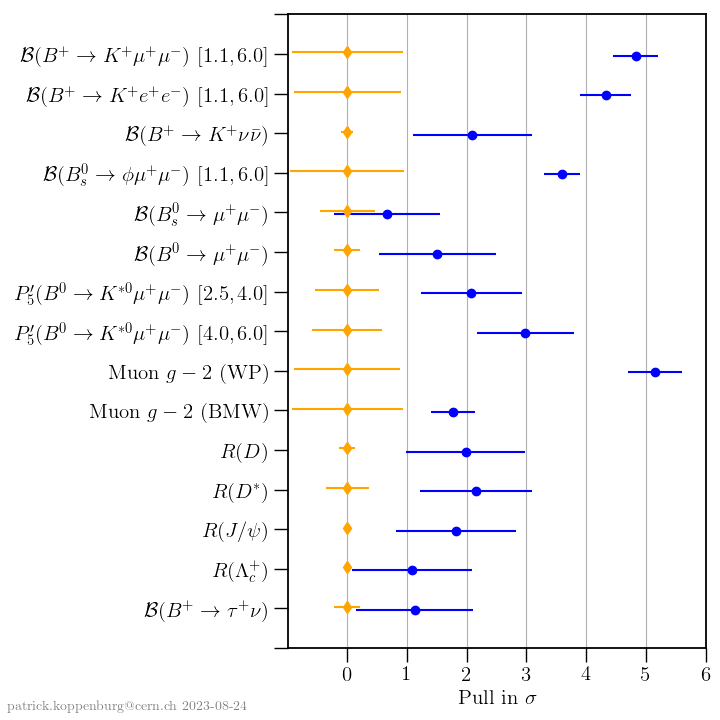 ℬ(B⁺ → K⁺μ⁺μ⁻) [1.1, 6.0]
ℬ(B⁺ → K⁺e⁺e⁻) [1.1, 6.0]
ℬ(B⁺ → K⁺νν̄)
ℬ(B⁰ₛ → ϕμ⁺μ⁻) [1.1, 6.0]
ℬ(B⁰ₛ → μ⁺μ⁻)
ℬ(B⁰ → μ⁺μ⁻)
P′₅(B⁰ → K*⁰μ⁺μ⁻) [2.5, 4.0]
P′₅(B⁰ → K*⁰μ⁺μ⁻) [4.0, 6.0]
Muon g − 2 (WP)
Muon g − 2 (BMW)
R(D)
R(D*)
R(J/ψ)
R(Λ_c⁺)
ℬ(B⁺ → τ⁺ν)
0 1 2 3 4 5 6
Pull in σ
patrick.koppenburg@cern.ch 2023-08-24